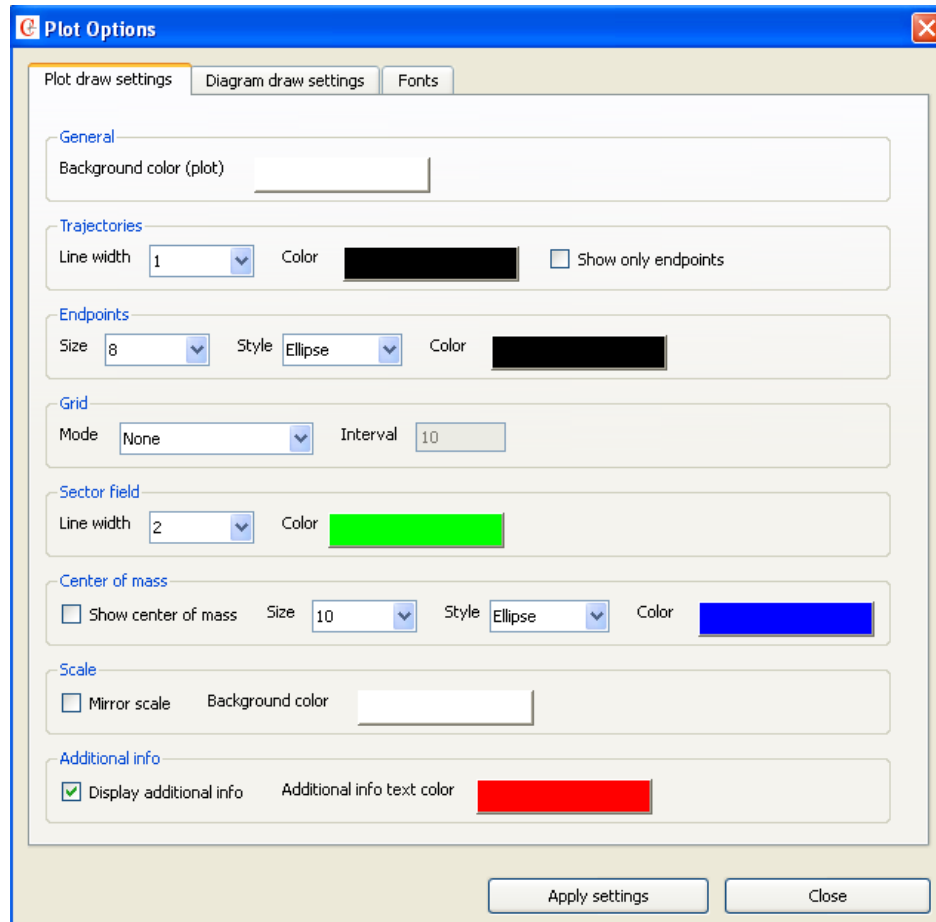 Plot Options
Plot draw settings Diagram draw settings Fonts
General
Background color (plot)
Trajectories
Line width 1 Color Show only endpoints
Endpoints
Size 8 Style Ellipse Color
Grid
Mode None Interval 10
Sector field
Line width 2 Color
Center of mass
Show center of mass Size 10 Style Ellipse Color
Scale
Mirror scale Background color
Additional info
Display additional info Additional info text color
Apply settings Close